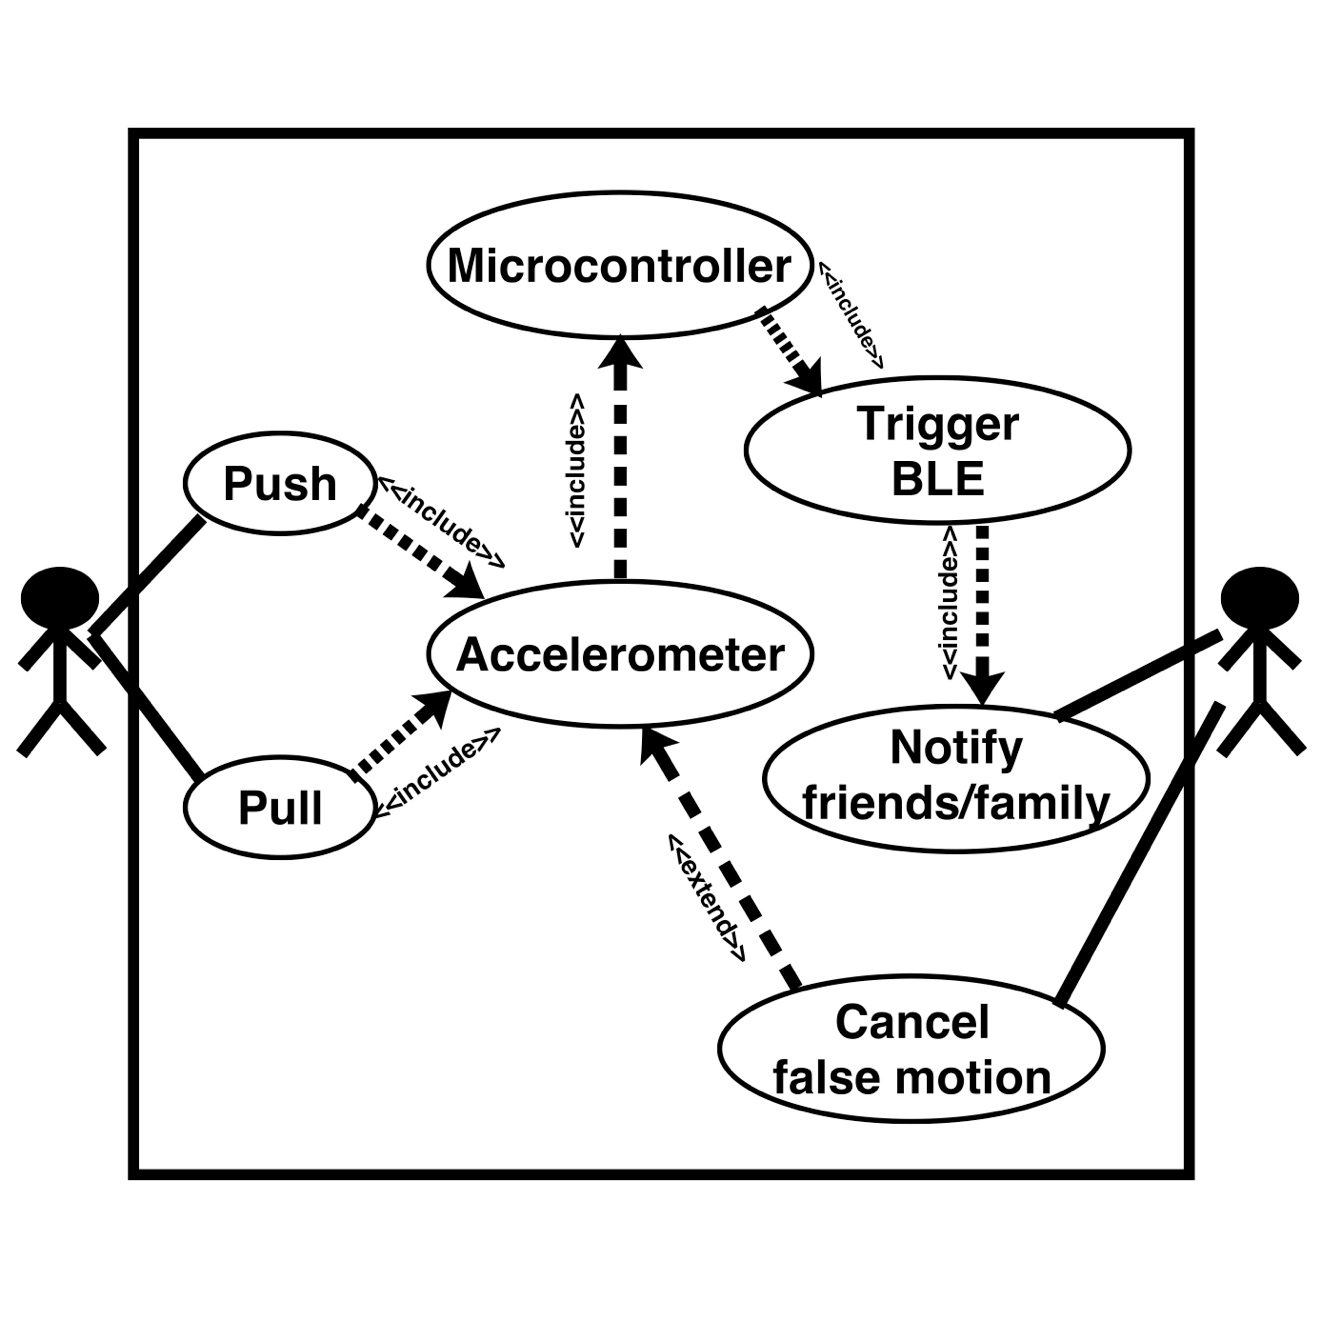 Microcontroller
<<include>>
Trigger
BLE
<<include>>
Push
<<include>>
<<include>>
Accelerometer
Notify
friends/family
Pull
<<include>>
<<extend>>
Cancel
false motion